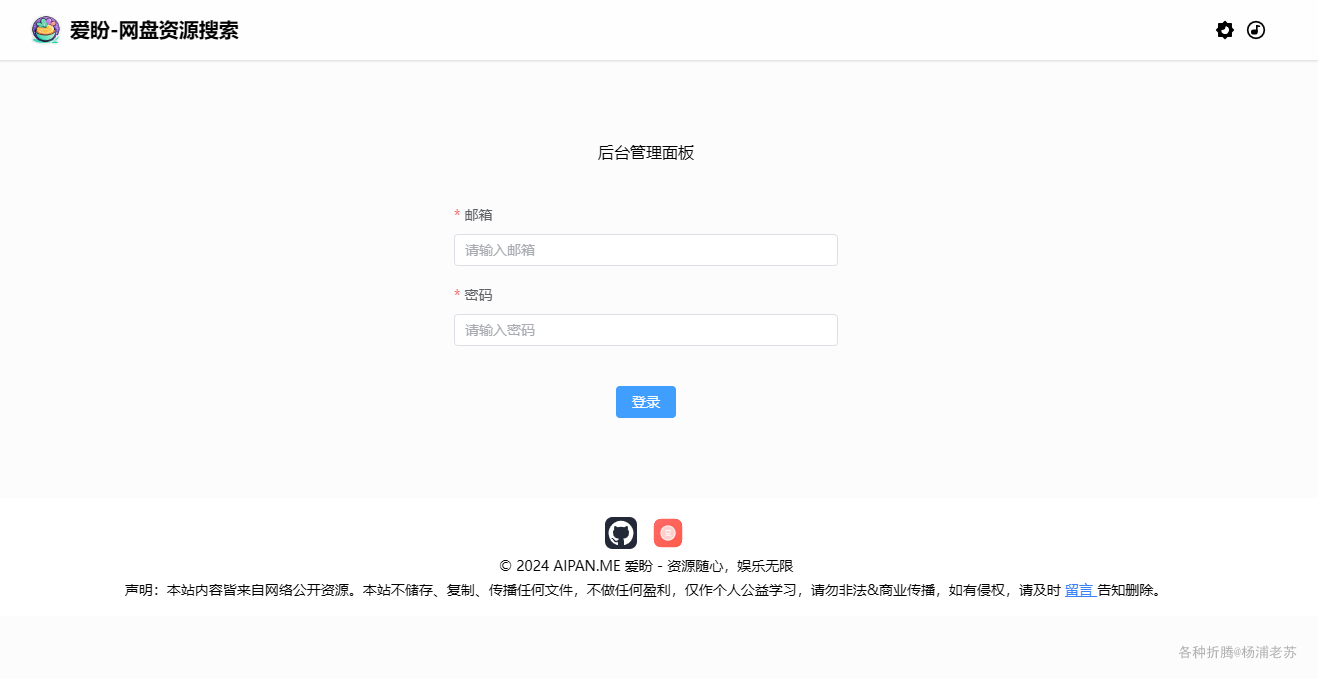 爱盼-网盘资源搜索
后台管理面板
* 邮箱
请输入邮箱
* 密码
请输入密码
登录
© 2024 AIPAN.ME 爱盼 - 资源随心，娱乐无限
声明：本站内容皆来自网络公开资源。本站不储存、复制、传播任何文件，不做任何盈利，仅作个人公益学习，请勿非法&商业传播，如有侵权，请及时 留言 告知删除。
各种折腾@杨浦老苏